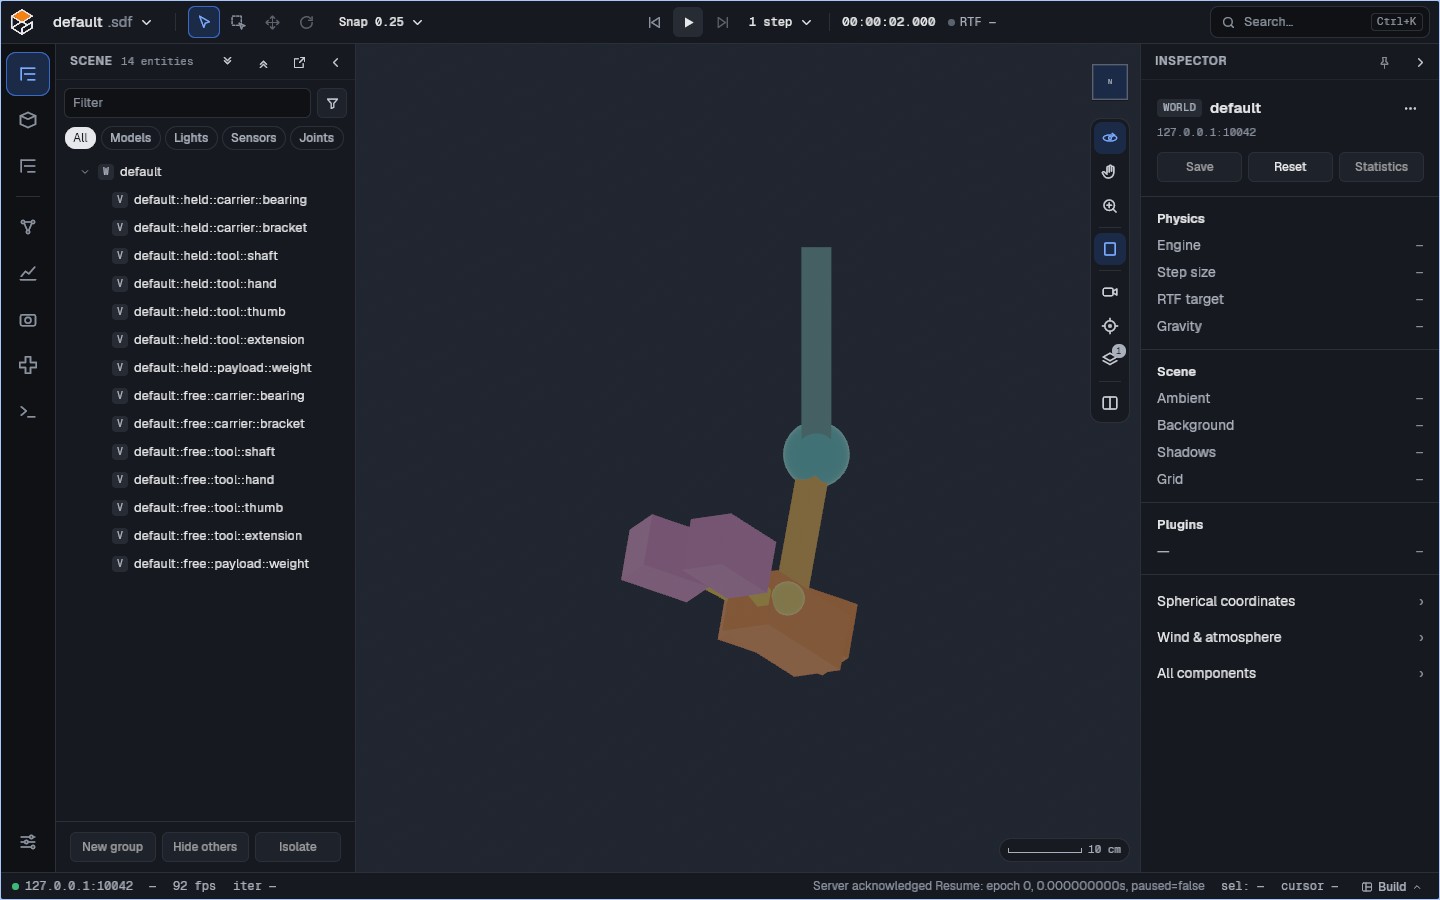 default .sdf
Snap 0.25
1 step
00:00:02.000
RTF –
Search...
Ctrl+K
SCENE 14 entities
Filter
All
Models
Lights
Sensors
Joints
W default
V default::held::carrier::bearing
V default::held::carrier::bracket
V default::held::tool::shaft
V default::held::tool::hand
V default::held::tool::thumb
V default::held::tool::extension
V default::held::payload::weight
V default::free::carrier::bearing
V default::free::carrier::bracket
V default::free::tool::shaft
V default::free::tool::hand
V default::free::tool::thumb
V default::free::tool::extension
V default::free::payload::weight
New group
Hide others
Isolate
N
1
10 cm
INSPECTOR
WORLD default
127.0.0.1:10042
Save
Reset
Statistics
Physics
Engine –
Step size –
RTF target –
Gravity –
Scene
Ambient –
Background –
Shadows –
Grid –
Plugins
— –
Spherical coordinates ›
Wind & atmosphere ›
All components ›
127.0.0.1:10042 – 92 fps iter –
Server acknowledged Resume: epoch 0, 0.000000000s, paused=false sel: – cursor – Build